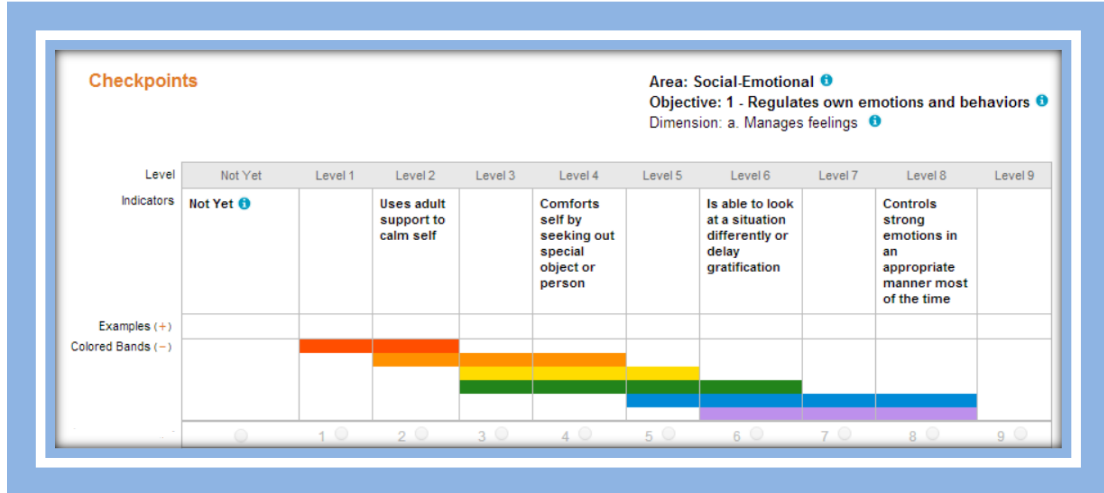 Checkpoints
Area: Social-Emotional
Objective: 1 - Regulates own emotions and behaviors
Dimension: a. Manages feelings
Level Not Yet Level 1 Level 2 Level 3 Level 4 Level 5 Level 6 Level 7 Level 8 Level 9
Indicators
Not Yet
Uses adult
support to
calm self
Comforts
self by
seeking out
special
object or
person
Is able to look
at a situation
differently or
delay
gratification
Controls
strong
emotions in
an
appropriate
manner most
of the time
Examples (+)
Colored Bands (−)
1 2 3 4 5 6 7 8 9